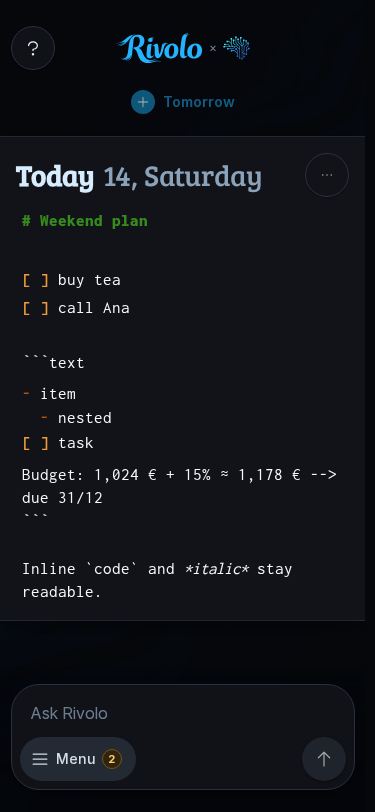 ?
Rivolo ×
+ Tomorrow
Today 14, Saturday
...
# Weekend plan
[ ] buy tea
[ ] call Ana
```text
- item
  - nested
[ ] task
Budget: 1,024 € + 15% ≈ 1,178 € -->
due 31/12
```
Inline `code` and *italic* stay
readable.
Ask Rivolo
Menu 2